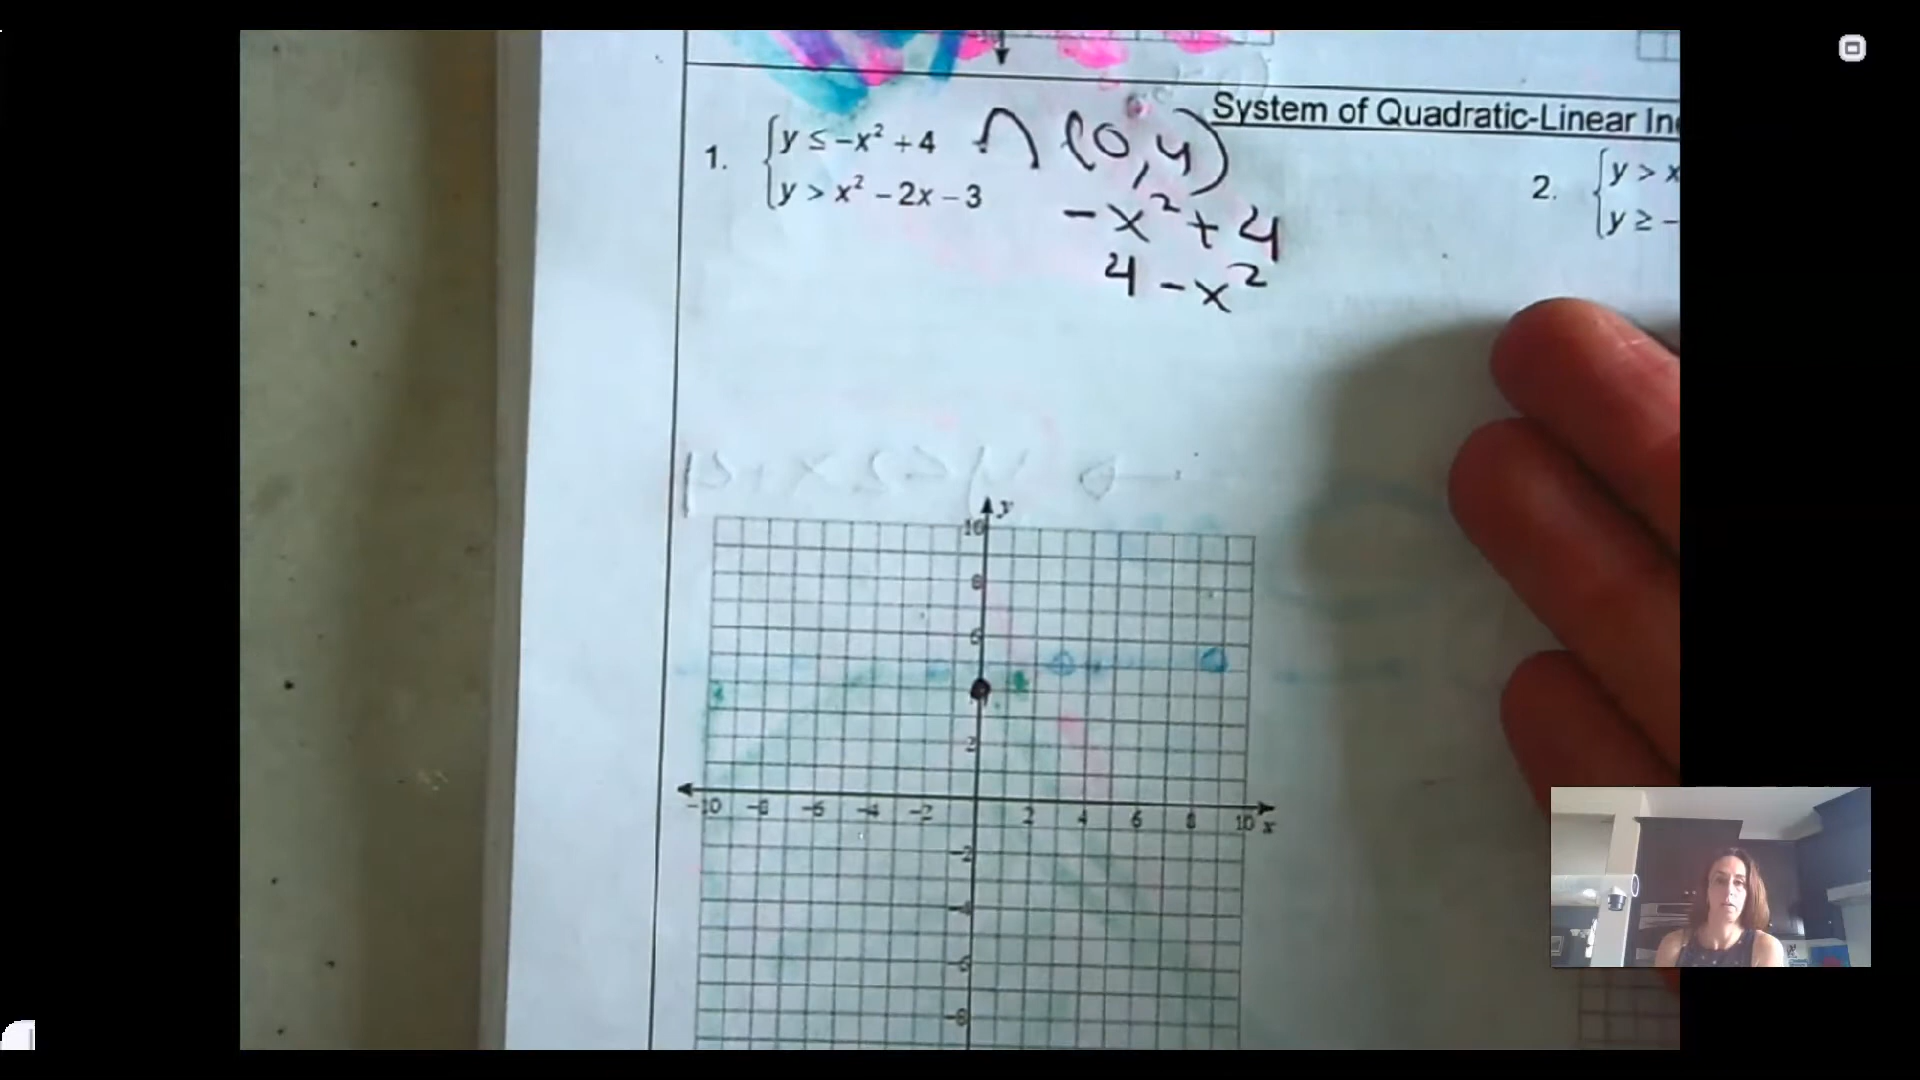 System of Quadratic-Linear In
1. y ≤ -x² + 4 (0,4)
y > x² - 2x - 3
-x² + 4
4 - x²
2. y > x
y ≥ -
y
10
8
6
2
-10 -8 -6 -4 -2 2 4 6 8 10 x
-2
-4
-6
-8